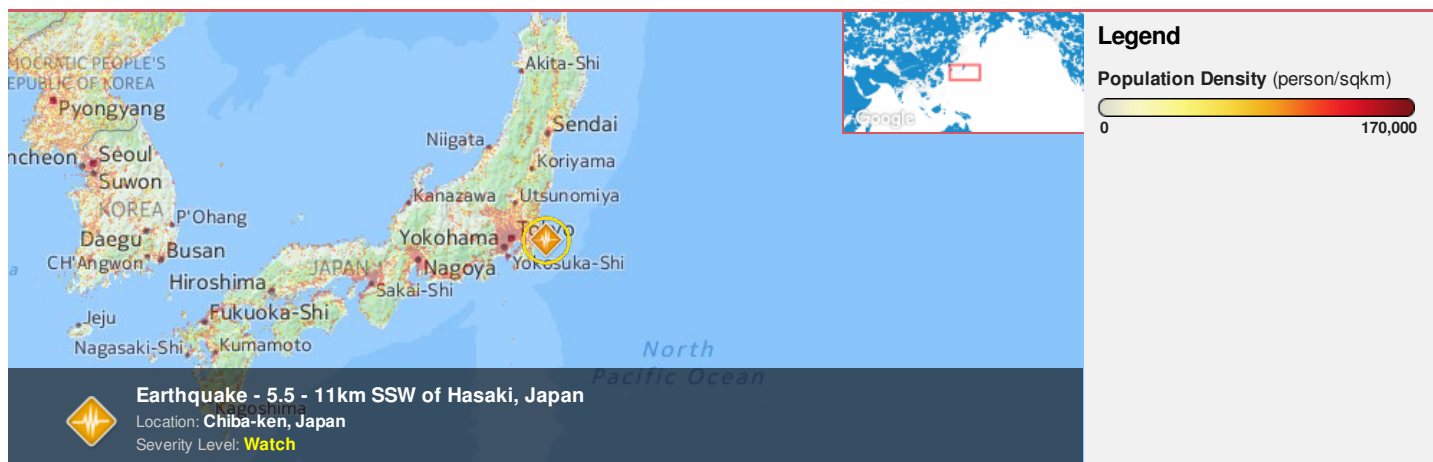 MOCRATIC PEOPLE'S
EPUBLIC OF KOREA
Pyongyang
ncheon
Seoul
Suwon
KOREA
P'Ohang
Daegu
Busan
CH'Angwon
Jeju
Akita-Shi
Sendai
Niigata
Koriyama
Kanazawa
Utsunomiya
Tokyo
Yokohama
Yokosuka-Shi
JAPAN
Nagoya
Hiroshima
Sakai-Shi
Fukuoka-Shi
Nagasaki-Shi
Kumamoto
Kagoshima
North
Pacific Ocean
Google
Earthquake - 5.5 - 11km SSW of Hasaki, Japan
Location: Chiba-ken, Japan
Severity Level: Watch
Legend
Population Density (person/sqkm)
0 170,000